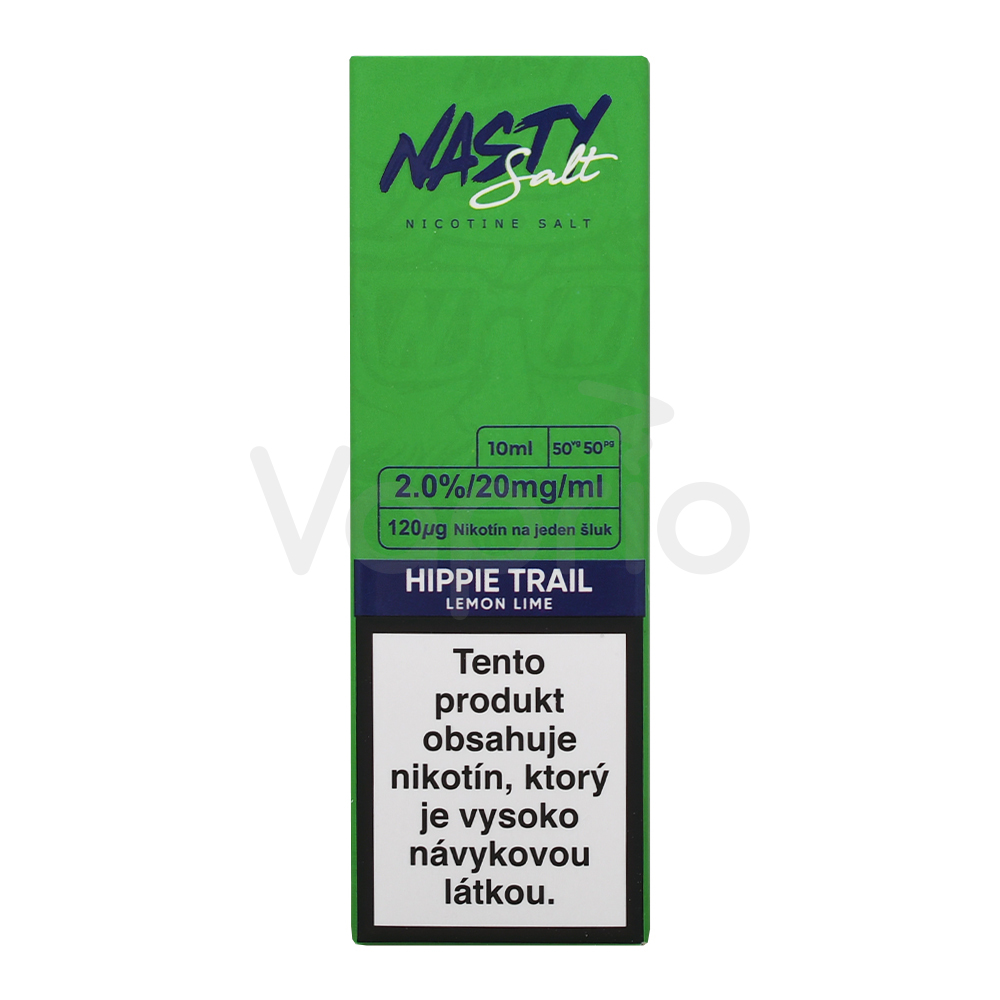 NASTY
Salt
NICOTINE SALT
10ml 50vg 50pg
2.0%/20mg/ml
120µg Nikotín na jeden šluk
HIPPIE TRAIL
LEMON LIME
Tento
produkt
obsahuje
nikotín, ktorý
je vysoko
návykovou
látkou.
Vaprio